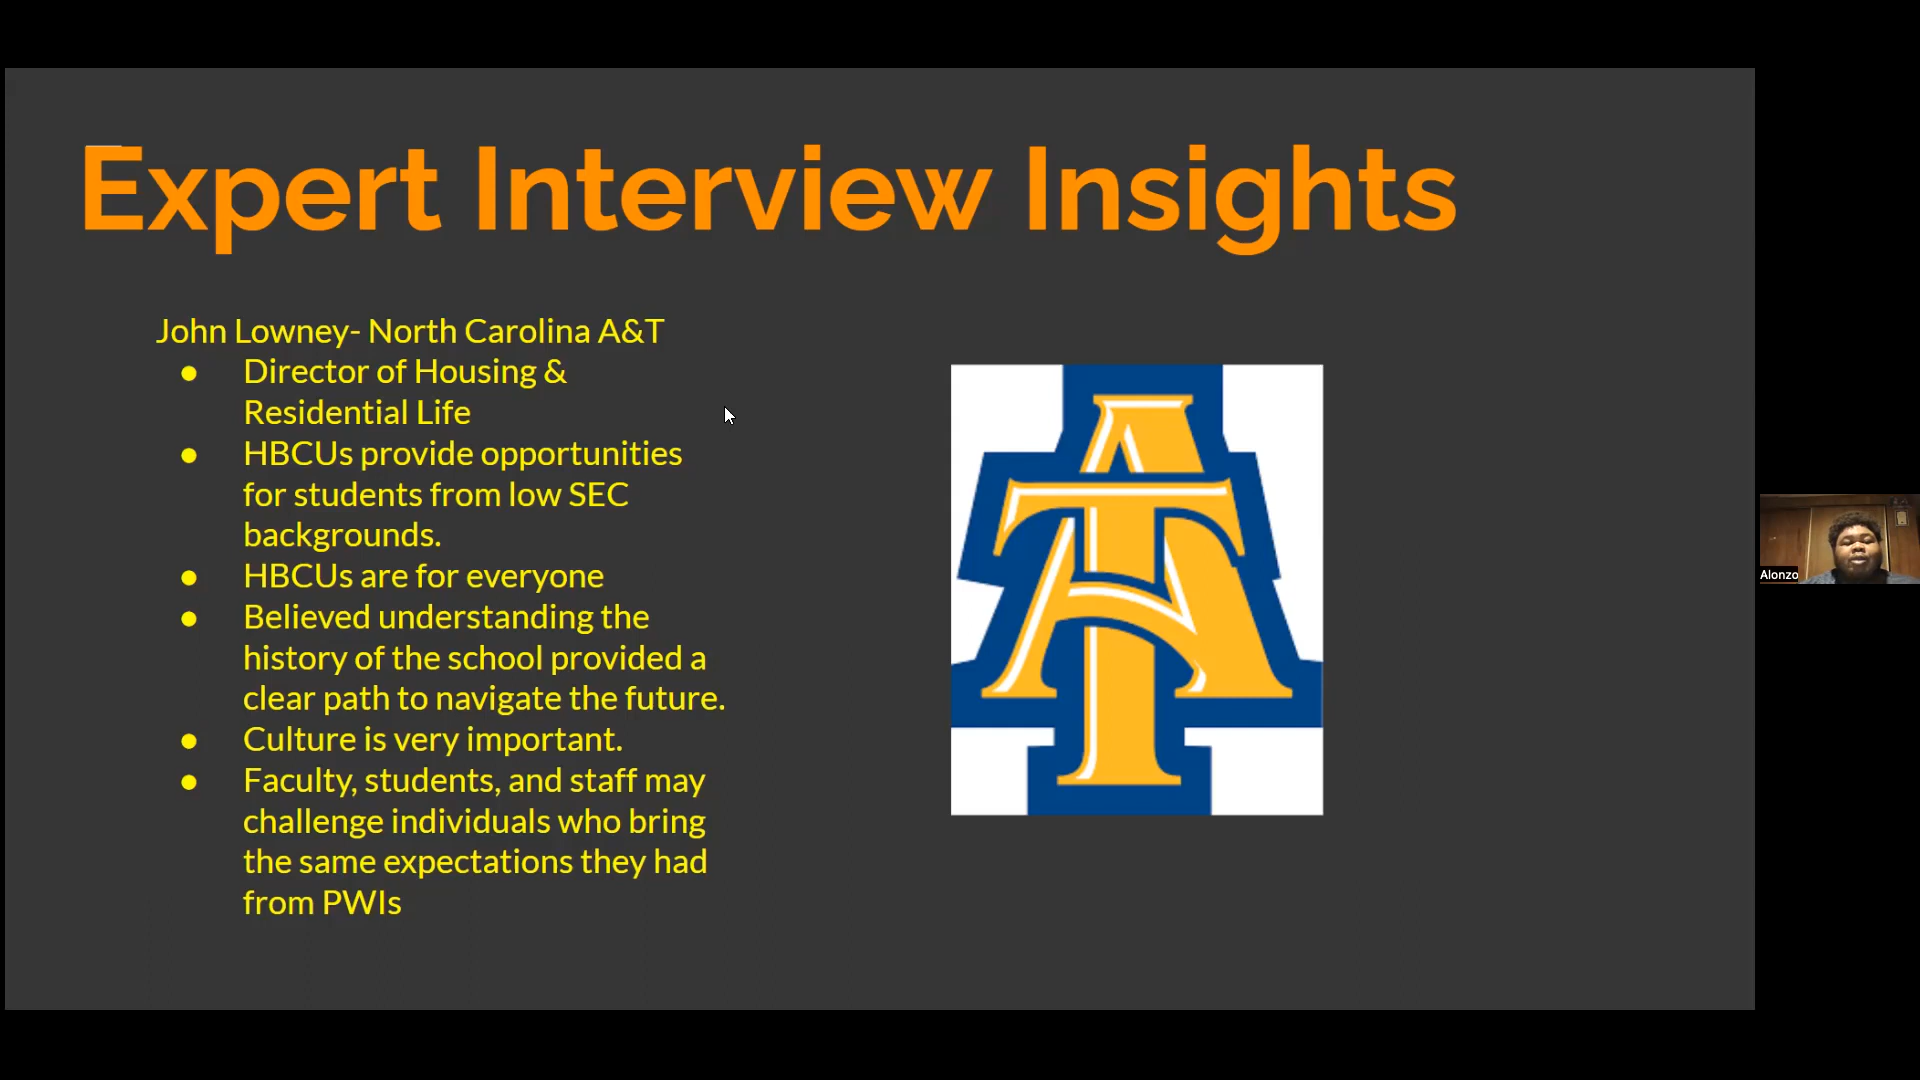 Expert Interview Insights
John Lowney- North Carolina A&T
● Director of Housing &
Residential Life
● HBCUs provide opportunities
for students from low SEC
backgrounds.
● HBCUs are for everyone
● Believed understanding the
history of the school provided a
clear path to navigate the future.
● Culture is very important.
● Faculty, students, and staff may
challenge individuals who bring
the same expectations they had
from PWIs
AT
Alonzo